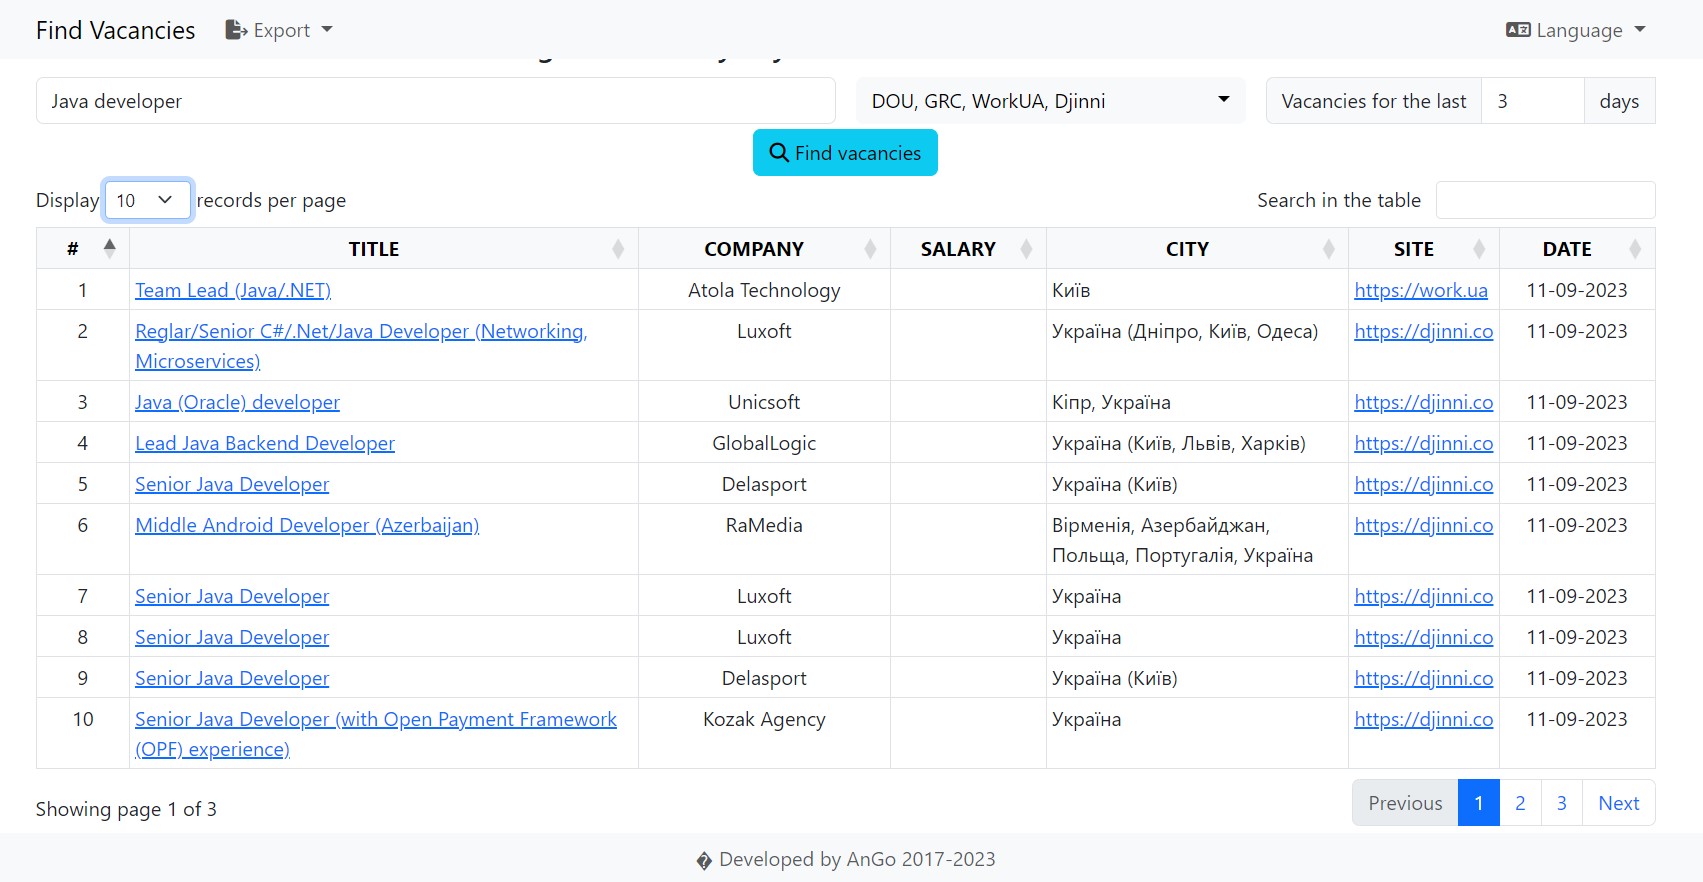 Find Vacancies Export Language
Java developer DOU, GRC, WorkUA, Djinni Vacancies for the last 3 days
Find vacancies
Display 10 records per page Search in the table
# TITLE COMPANY SALARY CITY SITE DATE
1 Team Lead (Java/.NET) Atola Technology Київ https://work.ua 11-09-2023
2 Reglar/Senior C#/.Net/Java Developer (Networking, Luxoft Україна (Дніпро, Київ, Одеса) https://djinni.co 11-09-2023
Microservices)
3 Java (Oracle) developer Unicsoft Кіпр, Україна https://djinni.co 11-09-2023
4 Lead Java Backend Developer GlobalLogic Україна (Київ, Львів, Харків) https://djinni.co 11-09-2023
5 Senior Java Developer Delasport Україна (Київ) https://djinni.co 11-09-2023
6 Middle Android Developer (Azerbaijan) RaMedia Вірменія, Азербайджан, https://djinni.co 11-09-2023
Польща, Португалія, Україна
7 Senior Java Developer Luxoft Україна https://djinni.co 11-09-2023
8 Senior Java Developer Luxoft Україна https://djinni.co 11-09-2023
9 Senior Java Developer Delasport Україна (Київ) https://djinni.co 11-09-2023
10 Senior Java Developer (with Open Payment Framework Kozak Agency Україна https://djinni.co 11-09-2023
(OPF) experience)
Showing page 1 of 3 Previous 1 2 3 Next
� Developed by AnGo 2017-2023